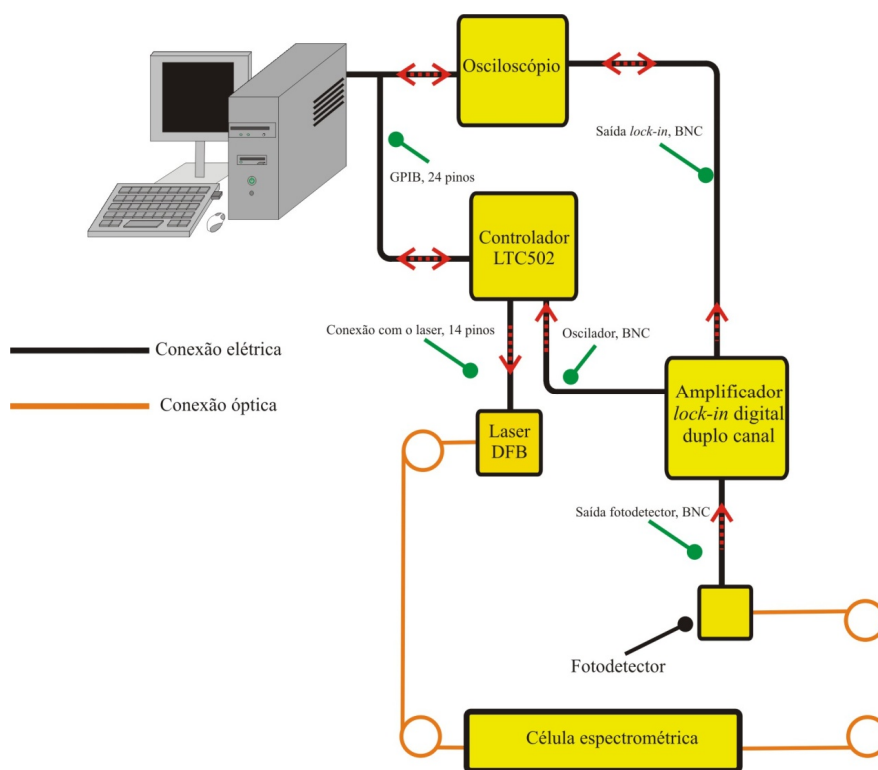 Osciloscópio
Saída lock-in, BNC
GPIB, 24 pinos
Controlador
LTC502
Conexão com o laser, 14 pinos
Oscilador, BNC
Conexão elétrica
Conexão óptica
Amplificador
lock-in digital
duplo canal
Laser
DFB
Saída fotodetector, BNC
Fotodetector
Célula espectrométrica